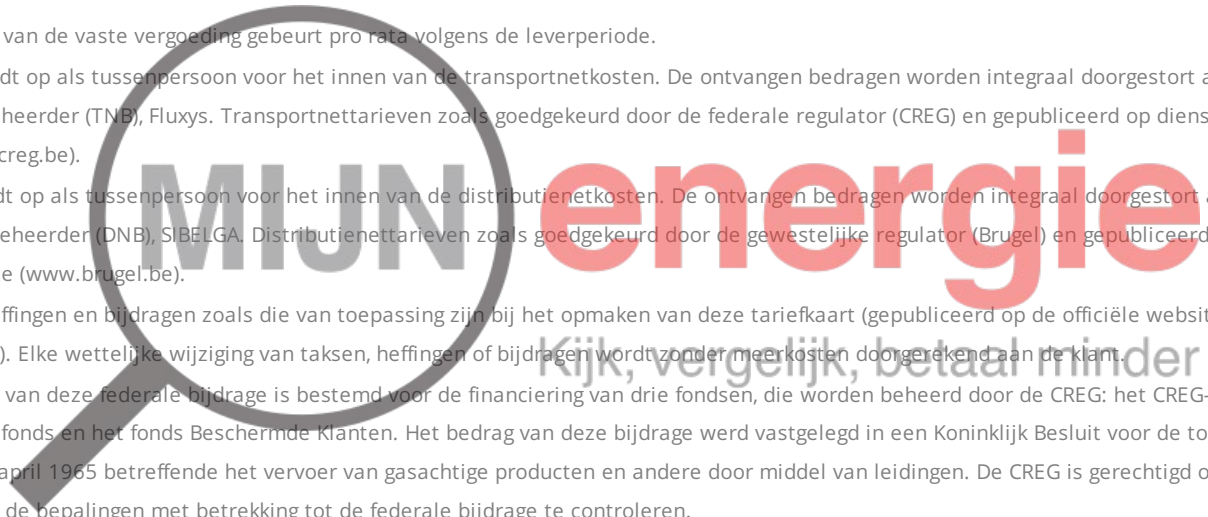 van de vaste vergoeding gebeurt pro rata volgens de leverperiode.
dt op als tussenpersoon voor het innen van de transportnetkosten. De ontvangen bedragen worden integraal doorgestort a
heerder (TNB), Fluxys. Transportnettarieven zoals goedgekeurd door de federale regulator (CREG) en gepubliceerd op diens
creg.be).
dt op als tussenpersoon voor het innen van de distributienetkosten. De ontvangen bedragen worden integraal doorgestort a
eheerder (DNB), SIBELGA. Distributienettarieven zoals goedgekeurd door de gewestelijke regulator (Brugel) en gepubliceerd
e (www.brugel.be).
MIJN energie
ffingen en bijdragen zoals die van toepassing zijn bij het opmaken van deze tariefkaart (gepubliceerd op de officiële websit
). Elke wettelijke wijziging van taksen, heffingen of bijdragen wordt zonder meerkosten doorgerekend aan de klant.
Kijk, vergelijk, betaal minder
van deze federale bijdrage is bestemd voor de financiering van drie fondsen, die worden beheerd door de CREG: het CREG-
fonds en het fonds Beschermde Klanten. Het bedrag van deze bijdrage werd vastgelegd in een Koninklijk Besluit voor de to
april 1965 betreffende het vervoer van gasachtige producten en andere door middel van leidingen. De CREG is gerechtigd o
de bepalingen met betrekking tot de federale bijdrage te controleren.